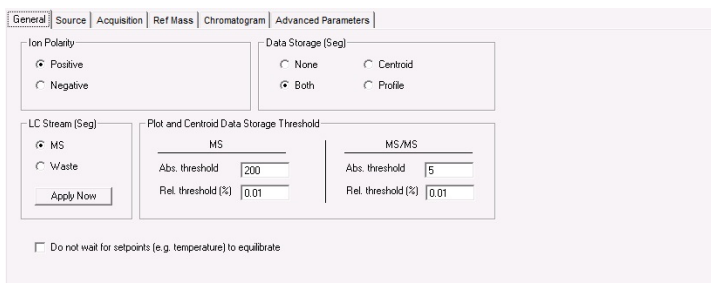 General Source Acquisition Ref Mass Chromatogram Advanced Parameters
Ion Polarity
Positive
Negative
Data Storage (Seg)
None Centroid
Both Profile
LC Stream (Seg)
MS
Waste
Apply Now
Plot and Centroid Data Storage Threshold
MS MS/MS
Abs. threshold 200 Abs. threshold 5
Rel. threshold (%) 0.01 Rel. threshold (%) 0.01
Do not wait for setpoints (e.g. temperature) to equilibrate